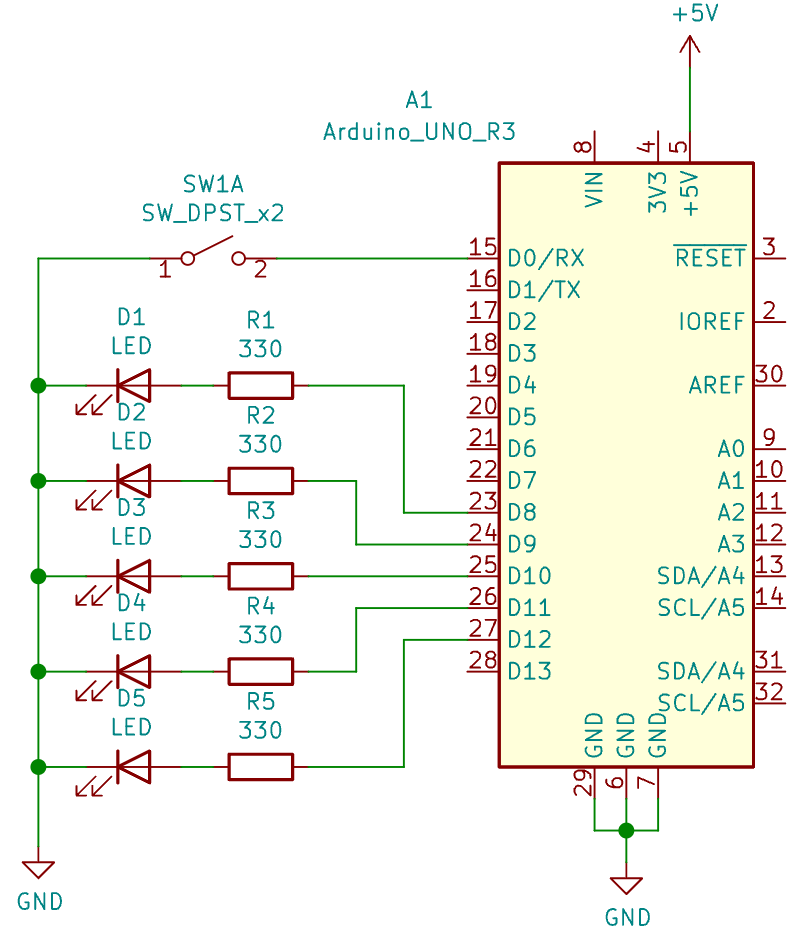 +5V
A1
Arduino_UNO_R3
8
4
5
VIN
3V3
+5V
SW1A
SW_DPST_x2
1
2
15
D0/RX
RESET
3
16
D1/TX
17
D2
IOREF
2
18
D3
19
D4
AREF
30
20
D5
21
D6
A0
9
22
D7
A1
10
23
D8
A2
11
24
D9
A3
12
25
D10
SDA/A4
13
26
D11
SCL/A5
14
27
D12
28
D13
SDA/A4
31
SCL/A5
32
D1
LED
R1
330
D2
LED
R2
330
D3
LED
R3
330
D4
LED
R4
330
D5
LED
R5
330
GND
GND
GND
29
6
7
GND
GND